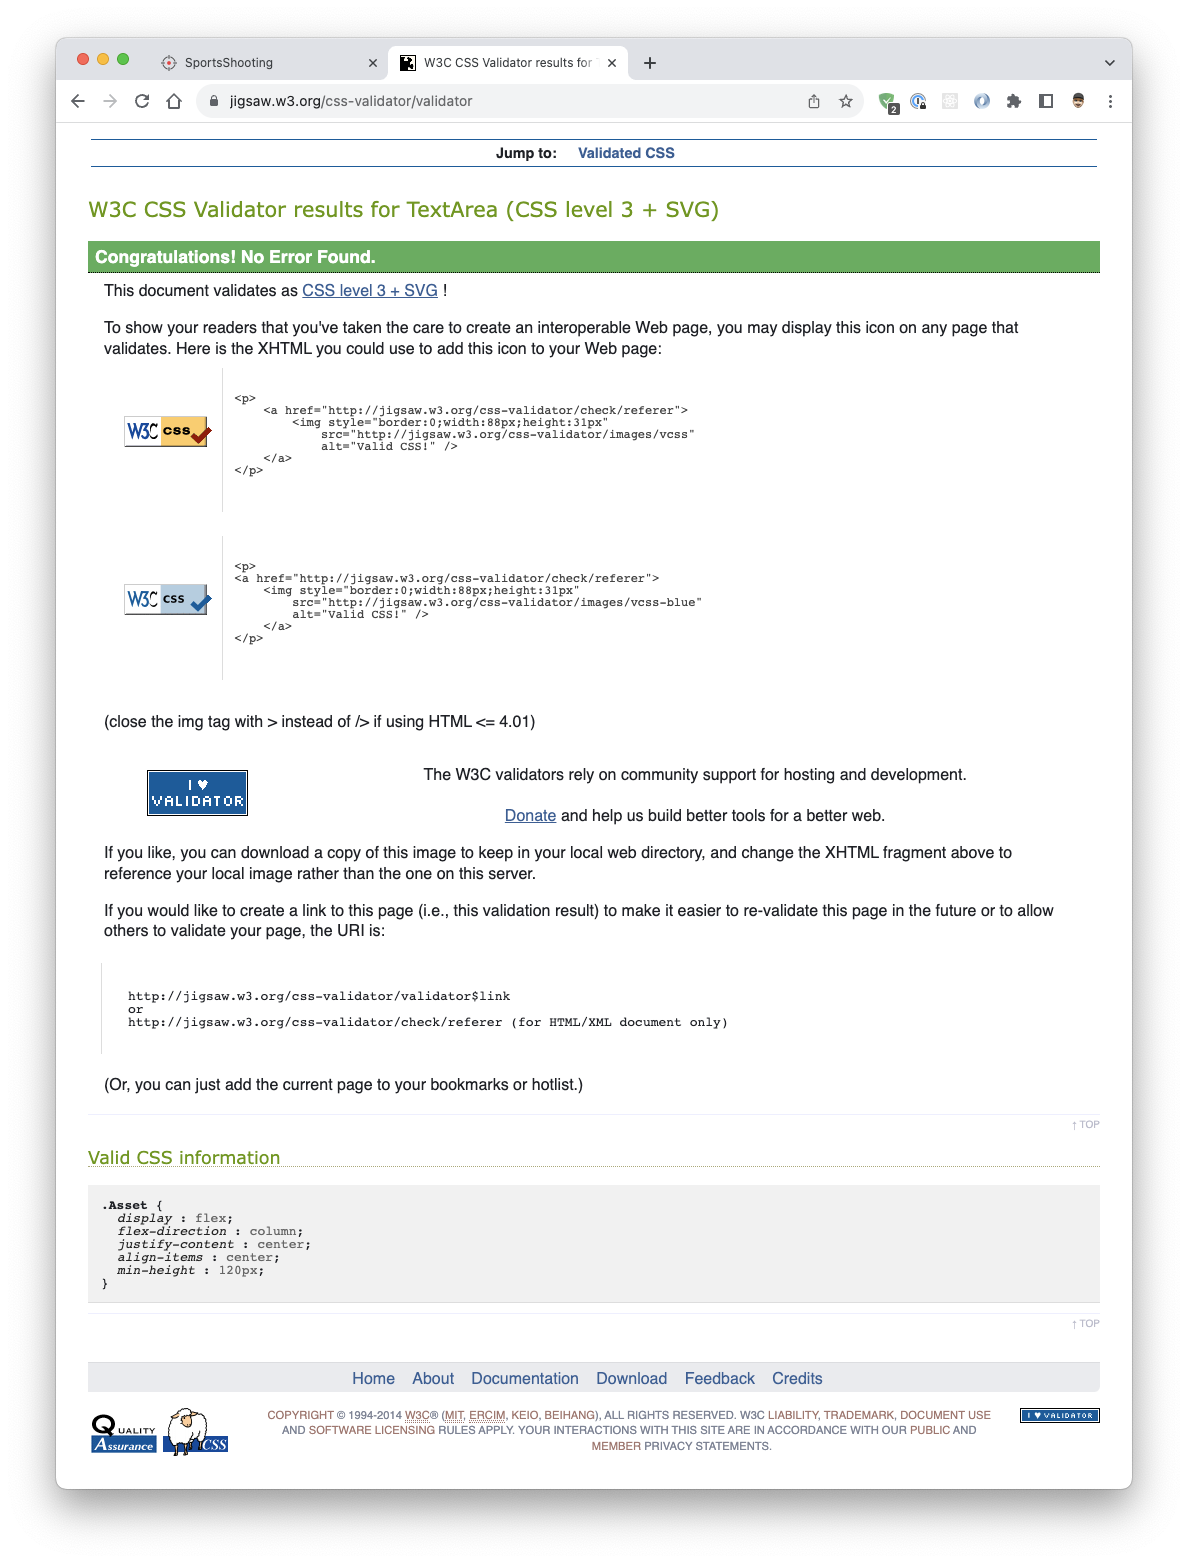 SportsShooting
W3C CSS Validator results for
jigsaw.w3.org/css-validator/validator
2
Jump to: Validated CSS
W3C CSS Validator results for TextArea (CSS level 3 + SVG)
Congratulations! No Error Found.
This document validates as CSS level 3 + SVG !
To show your readers that you've taken the care to create an interoperable Web page, you may display this icon on any page that
validates. Here is the XHTML you could use to add this icon to your Web page:
W3C css
<p>
<a href="http://jigsaw.w3.org/css-validator/check/referer">
<img style="border:0;width:88px;height:31px"
src="http://jigsaw.w3.org/css-validator/images/vcss"
alt="Valid CSS!" />
</a>
</p>
W3C css
<p>
<a href="http://jigsaw.w3.org/css-validator/check/referer">
<img style="border:0;width:88px;height:31px"
src="http://jigsaw.w3.org/css-validator/images/vcss-blue"
alt="Valid CSS!" />
</a>
</p>
(close the img tag with > instead of /> if using HTML <= 4.01)
I ♥
VALIDATOR
The W3C validators rely on community support for hosting and development.
Donate and help us build better tools for a better web.
If you like, you can download a copy of this image to keep in your local web directory, and change the XHTML fragment above to
reference your local image rather than the one on this server.
If you would like to create a link to this page (i.e., this validation result) to make it easier to re-validate this page in the future or to allow
others to validate your page, the URI is:
http://jigsaw.w3.org/css-validator/validator$link
or
http://jigsaw.w3.org/css-validator/check/referer (for HTML/XML document only)
(Or, you can just add the current page to your bookmarks or hotlist.)
↑ TOP
Valid CSS information
.Asset {
display : flex;
flex-direction : column;
justify-content : center;
align-items : center;
min-height : 120px;
}
↑ TOP
Home About Documentation Download Feedback Credits
QUALITY
Assurance
CSS
COPYRIGHT © 1994-2014 W3C® (MIT, ERCIM, KEIO, BEIHANG), ALL RIGHTS RESERVED. W3C LIABILITY, TRADEMARK, DOCUMENT USE
AND SOFTWARE LICENSING RULES APPLY. YOUR INTERACTIONS WITH THIS SITE ARE IN ACCORDANCE WITH OUR PUBLIC AND
MEMBER PRIVACY STATEMENTS.
I ♥ VALIDATOR